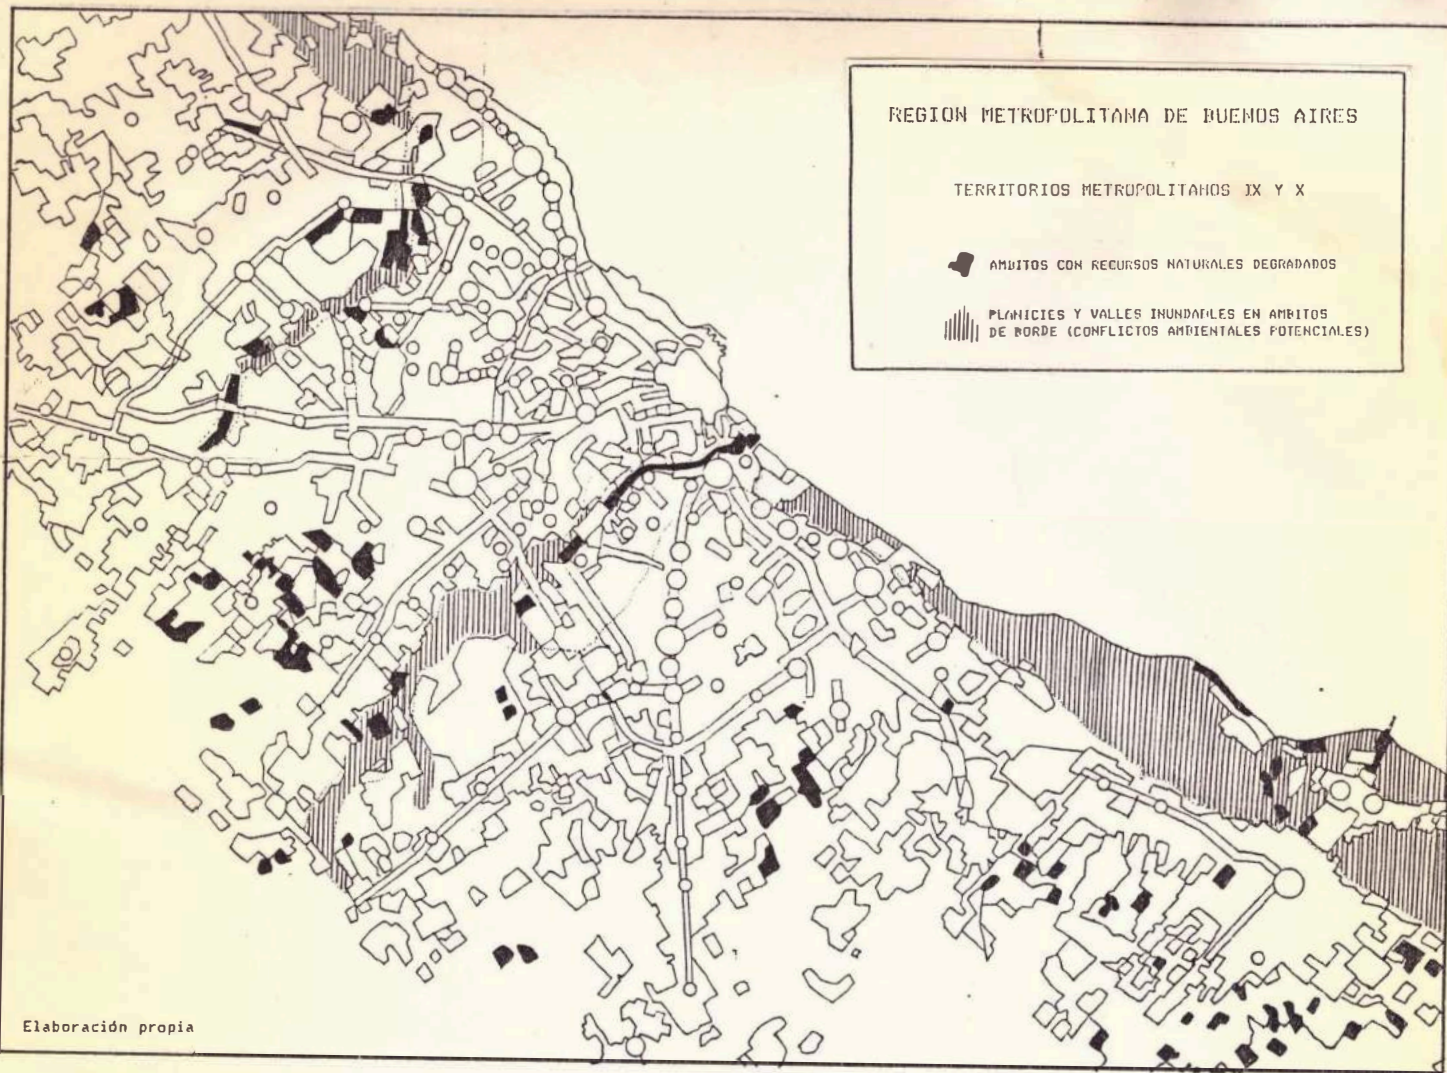 REGION METROPOLITANA DE BUENOS AIRES
TERRITORIOS METROPOLITANOS IX Y X
AMBITOS CON RECURSOS NATURALES DEGRADADOS
PLANICIES Y VALLES INUNDABLES EN AMBITOS
DE BORDE (CONFLICTOS AMBIENTALES POTENCIALES)
Elaboración propia